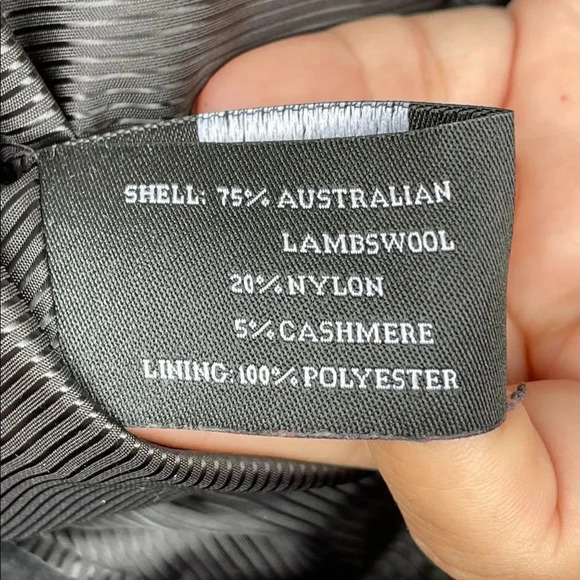 SHELL: 75% AUSTRALIAN
LAMBSWOOL
20% NYLON
5% CASHMERE
LINING: 100% POLYESTER